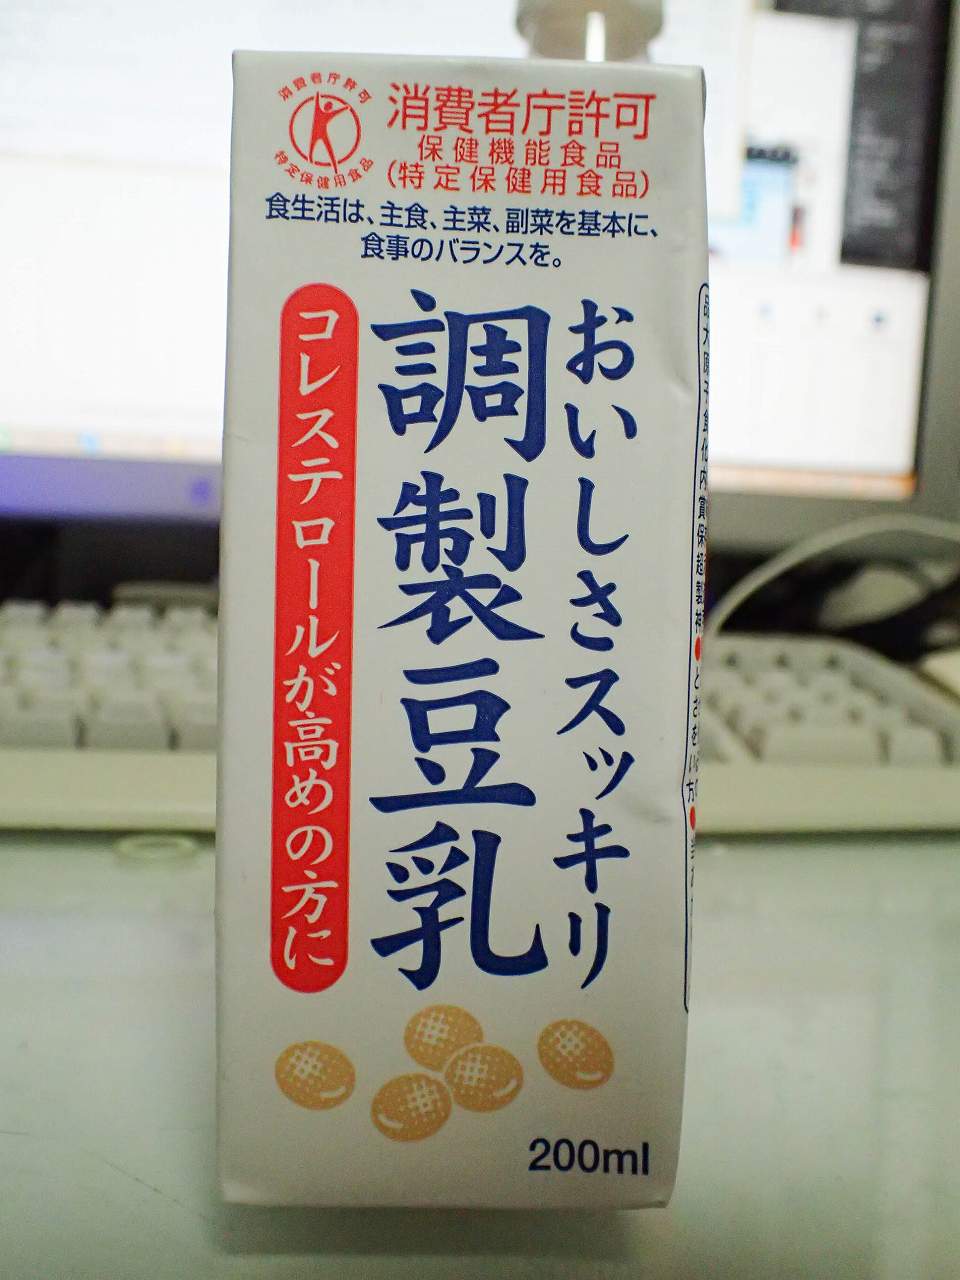 消費者庁許可
特定保健用食品
消費者庁許可
保健機能食品
(特定保健用食品)
食生活は、主食、主菜、副菜を基本に、
食事のバランスを。
おいしさスッキリ
調製豆乳
コレステロールが高めの方に
200ml